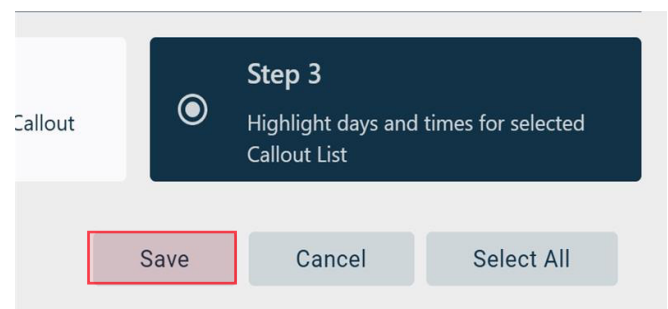 Step 3
Callout
Highlight days and times for selected
Callout List
Save
Cancel
Select All